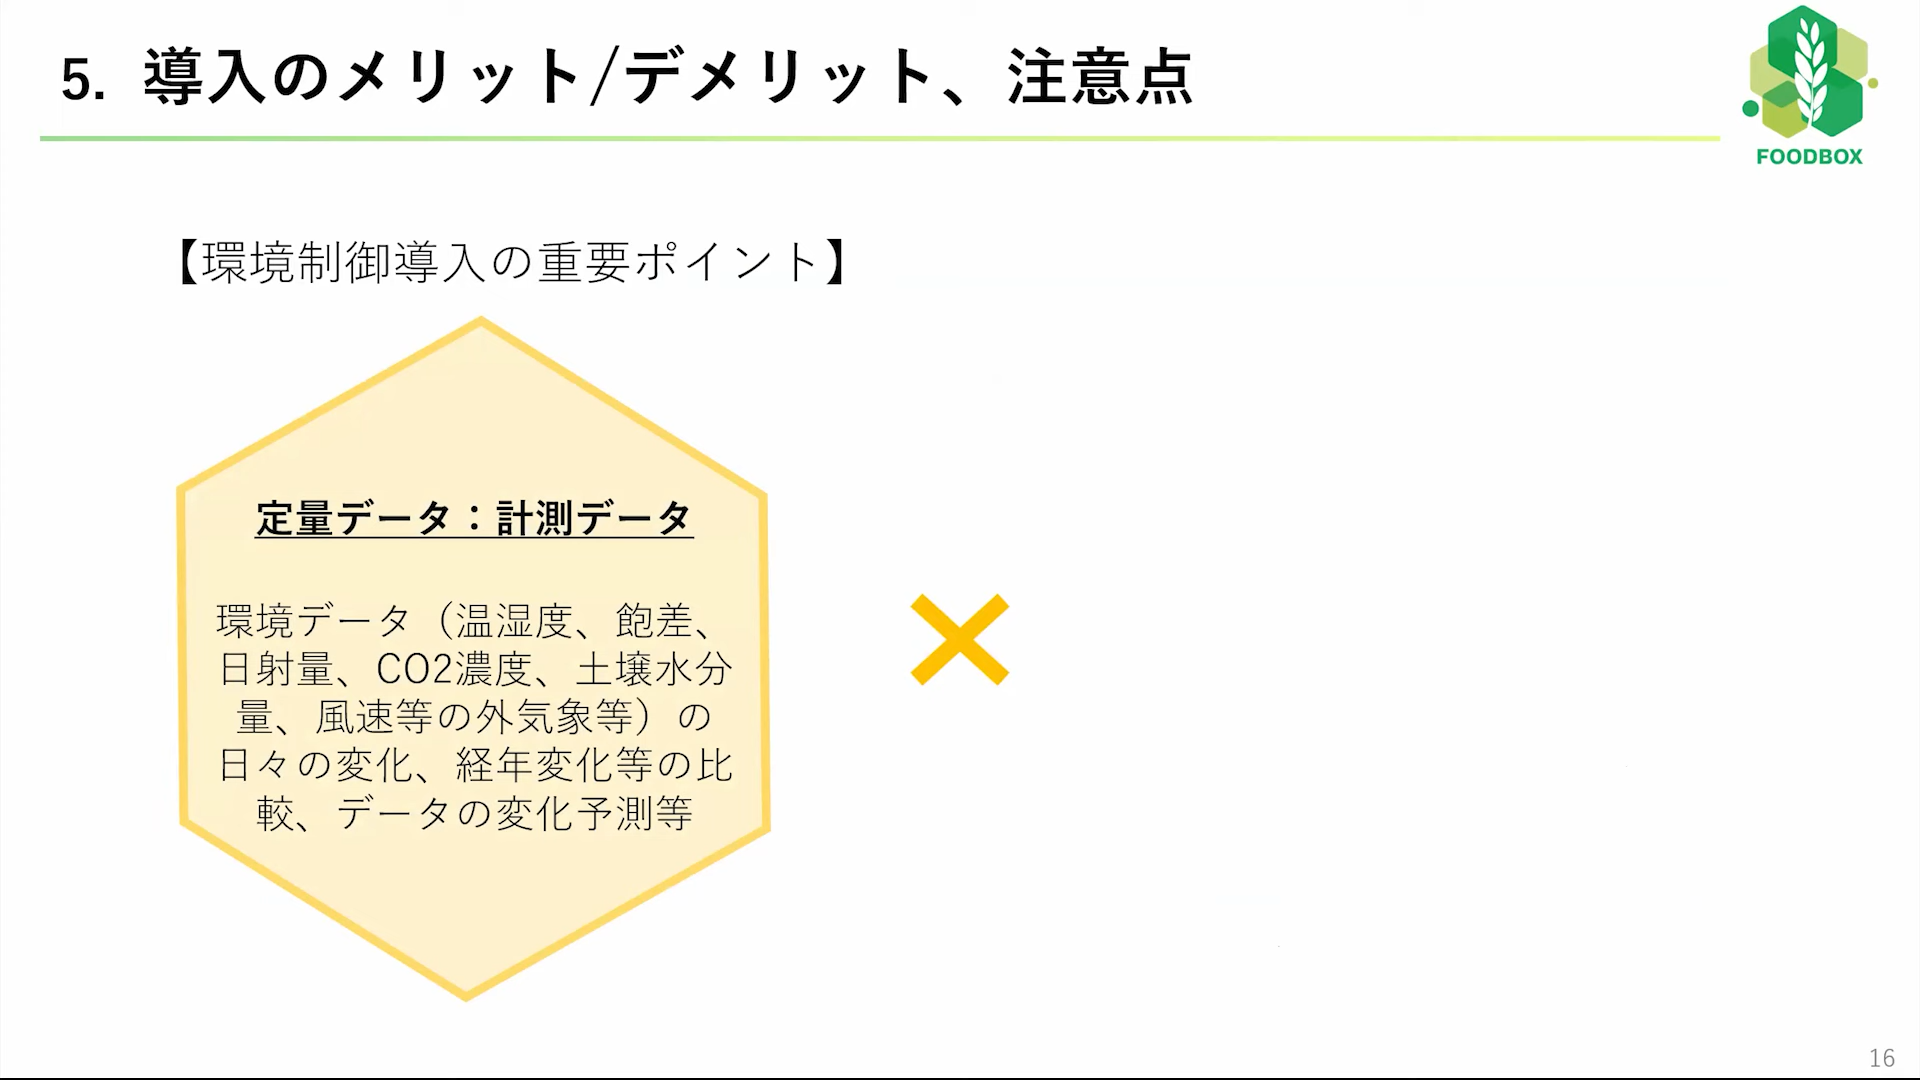 5. 導入のメリット/デメリット、注意点
FOODBOX
【環境制御導入の重要ポイント】
定量データ：計測データ
環境データ（温湿度、飽差、
日射量、CO2濃度、土壌水分
量、風速等の外気象等）の
日々の変化、経年変化等の比
較、データの変化予測等
16